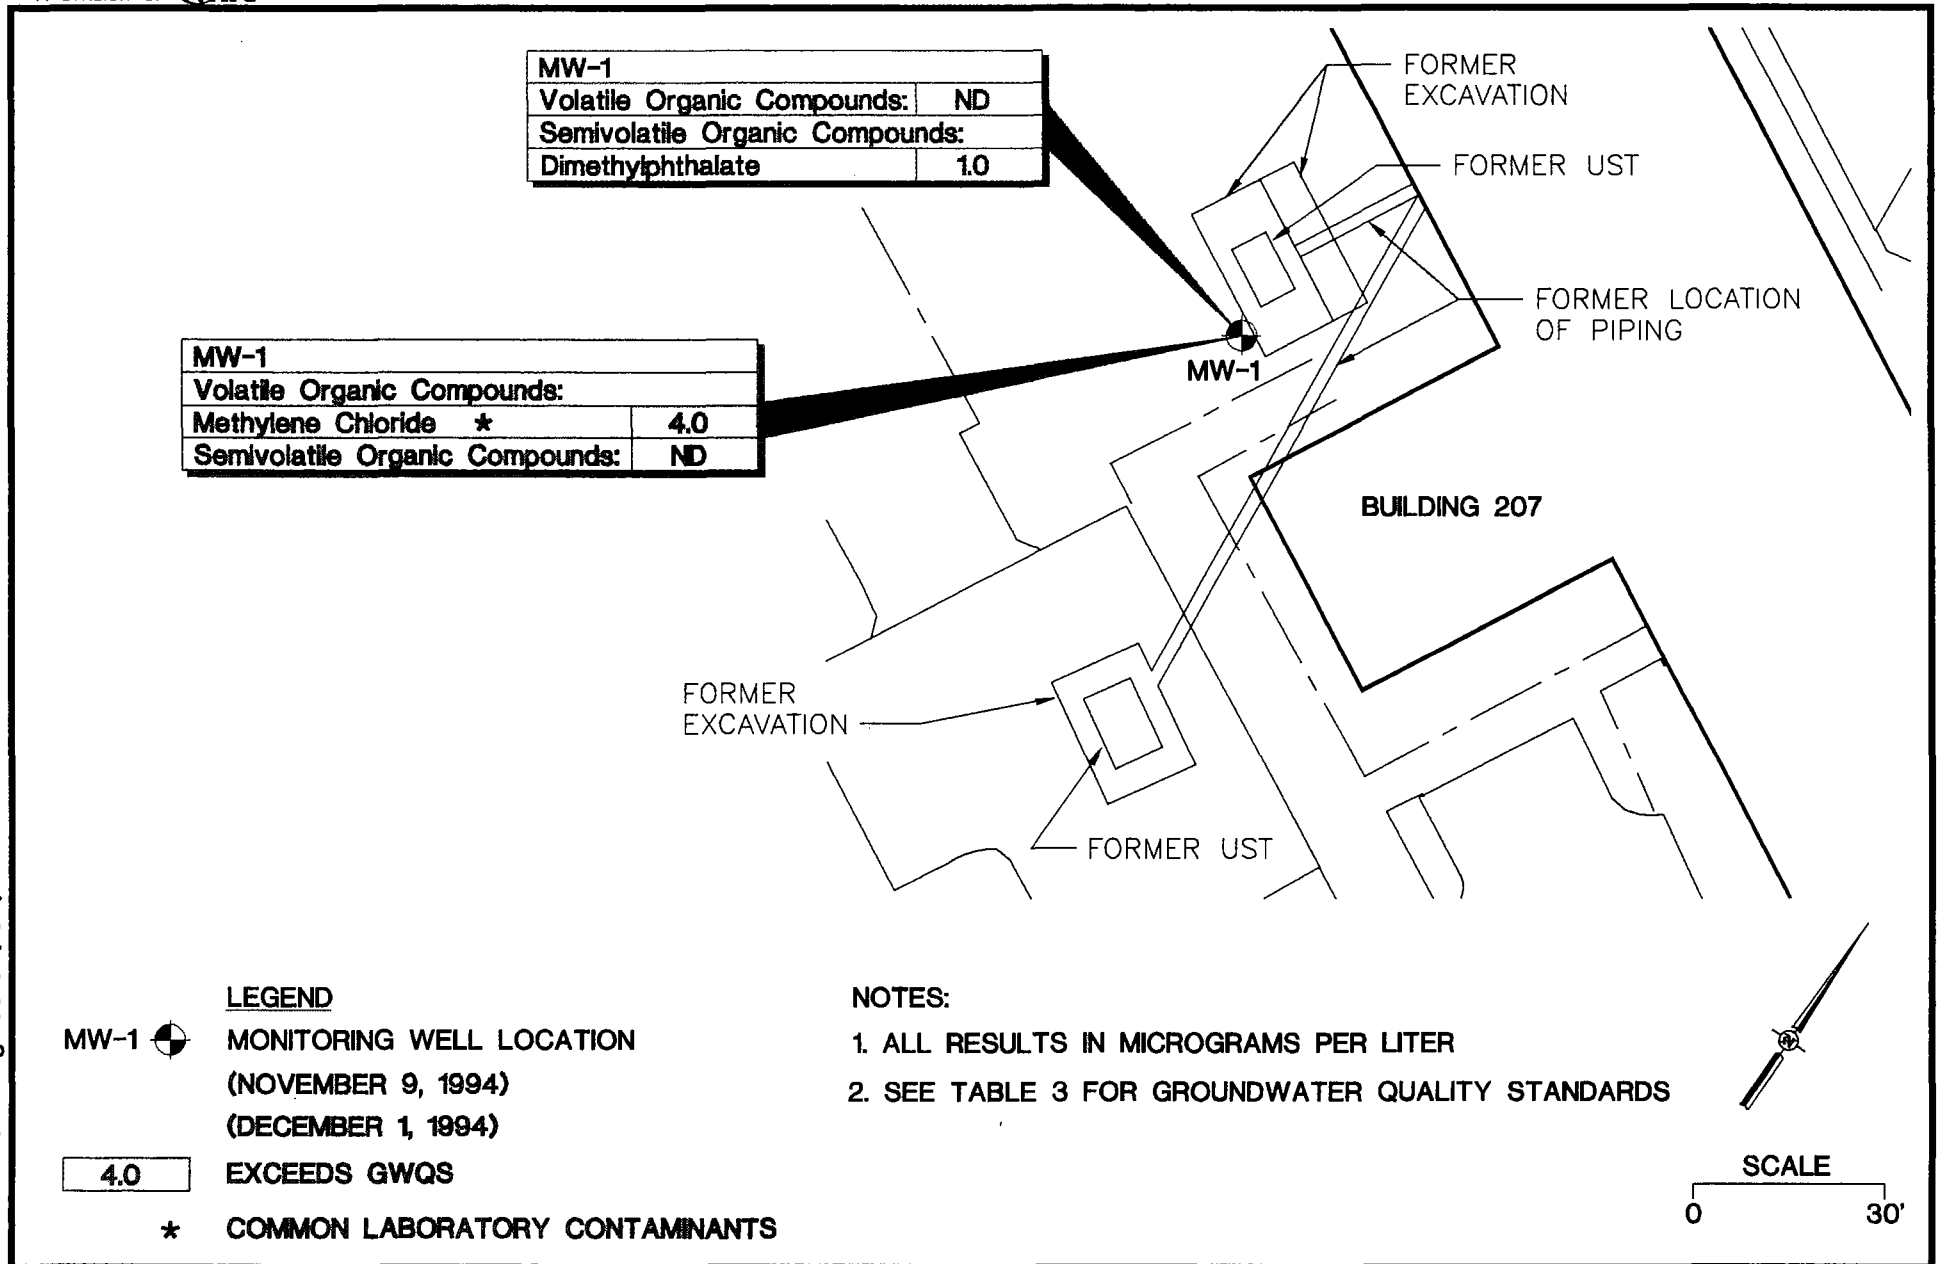 MW-1
Volatile Organic Compounds: ND
Semivolatile Organic Compounds:
Dimethylphthalate 1.0
FORMER
EXCAVATION
FORMER UST
FORMER LOCATION
OF PIPING
MW-1
MW-1
Volatile Organic Compounds:
Methylene Chloride * 4.0
Semivolatile Organic Compounds: ND
BUILDING 207
FORMER
EXCAVATION
FORMER UST
LEGEND
MW-1 MONITORING WELL LOCATION
(NOVEMBER 9, 1994)
(DECEMBER 1, 1994)
4.0 EXCEEDS GWQS
* COMMON LABORATORY CONTAMINANTS
NOTES:
1. ALL RESULTS IN MICROGRAMS PER LITER
2. SEE TABLE 3 FOR GROUNDWATER QUALITY STANDARDS
N
SCALE
0 30'